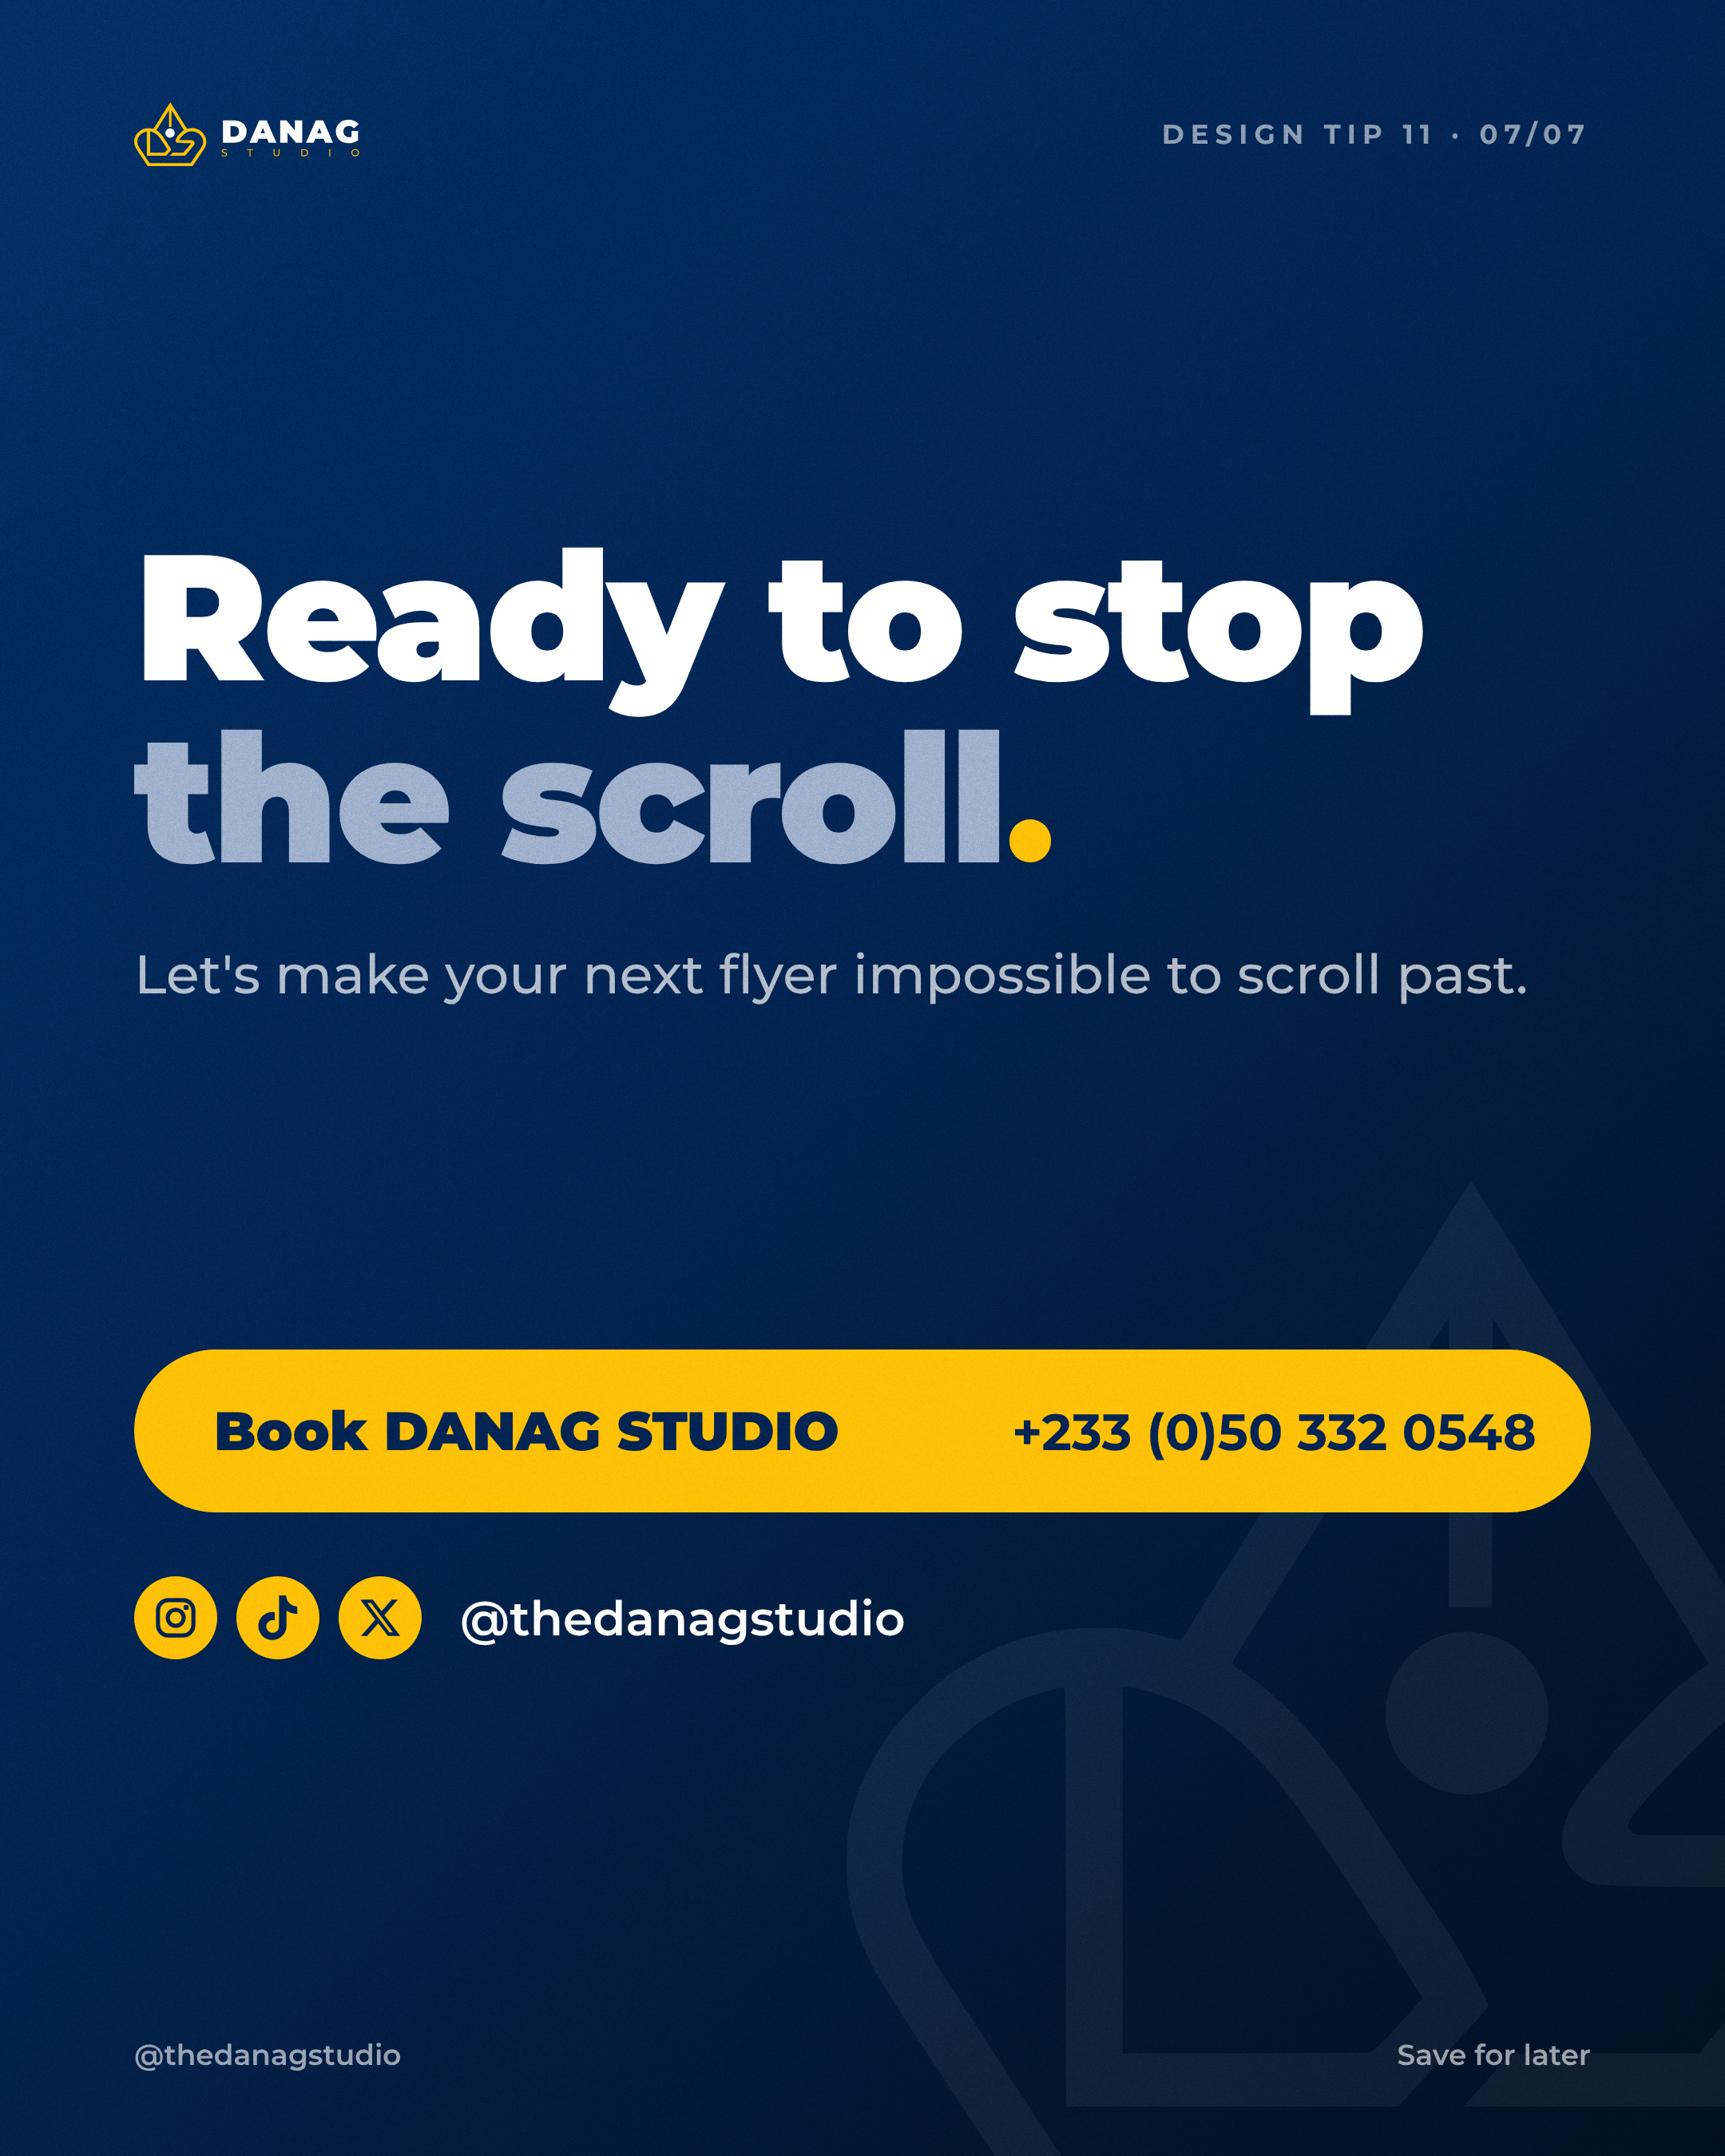 DANAG
STUDIO
DESIGN TIP 11 · 07/07
Ready to stop
the scroll.
Let's make your next flyer impossible to scroll past.
Book DANAG STUDIO
+233 (0)50 332 0548
@thedanagstudio
@thedanagstudio
Save for later